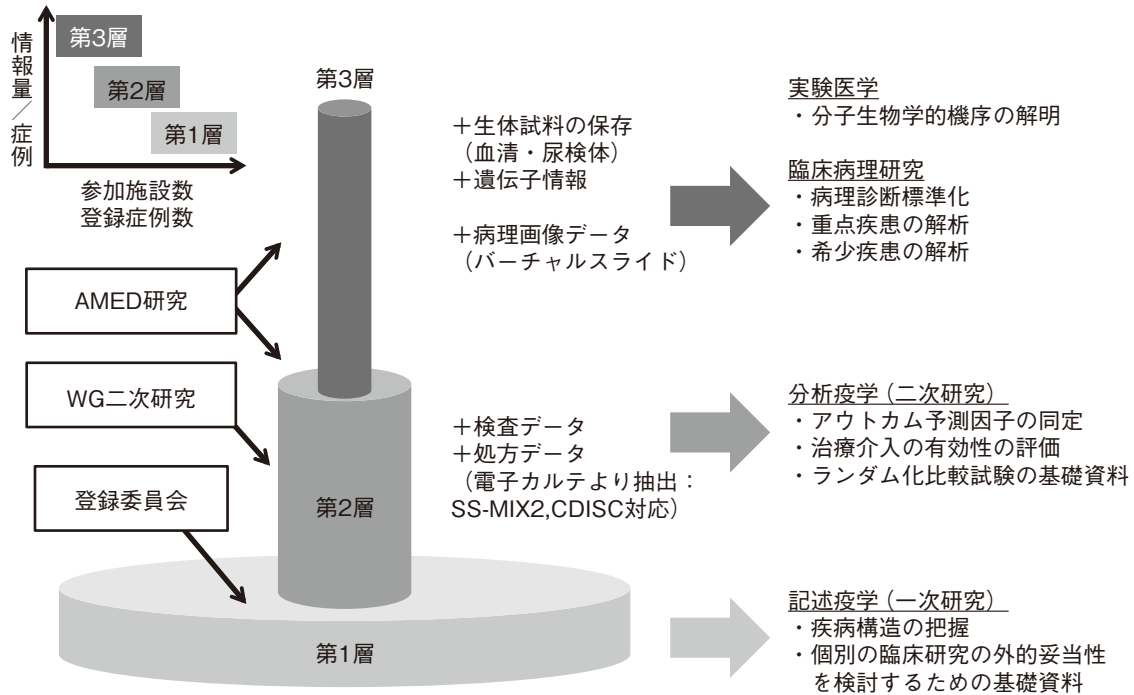 情報量／症例
第3層
第2層
第1層
参加施設数
登録症例数
AMED研究
WG二次研究
登録委員会
第3層
第2層
第1層
＋生体試料の保存
（血清・尿検体）
＋遺伝子情報
＋病理画像データ
（バーチャルスライド）
実験医学
・分子生物学的機序の解明
臨床病理研究
・病理診断標準化
・重点疾患の解析
・希少疾患の解析
＋検査データ
＋処方データ
（電子カルテより抽出：
SS-MIX2,CDISC対応）
分析疫学（二次研究）
・アウトカム予測因子の同定
・治療介入の有効性の評価
・ランダム化比較試験の基礎資料
記述疫学（一次研究）
・疾病構造の把握
・個別の臨床研究の外的妥当性
を検討するための基礎資料